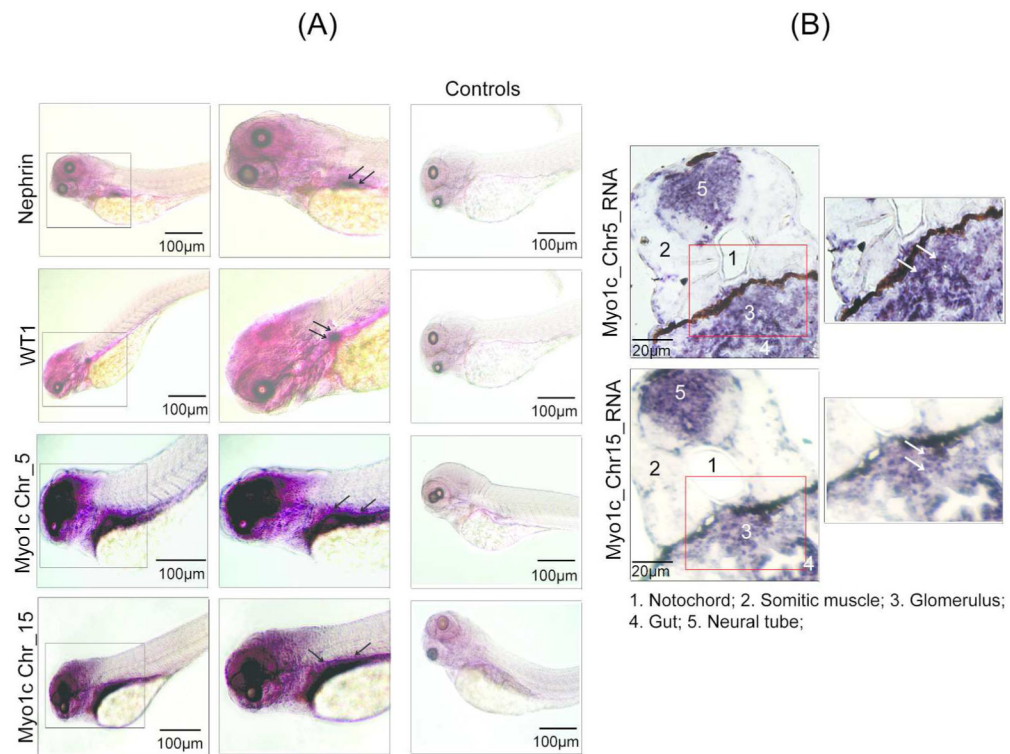 (A)
(B)
Controls
Nephrin
100µm
100µm
WT1
100µm
100µm
Myo1c Chr_5
100µm
100µm
Myo1c Chr_15
100µm
100µm
Myo1c_Chr5_RNA
5
2
1
3
4
20µm
Myo1c_Chr15_RNA
5
2
1
3
4
20µm
1. Notochord; 2. Somitic muscle; 3. Glomerulus;
4. Gut; 5. Neural tube;